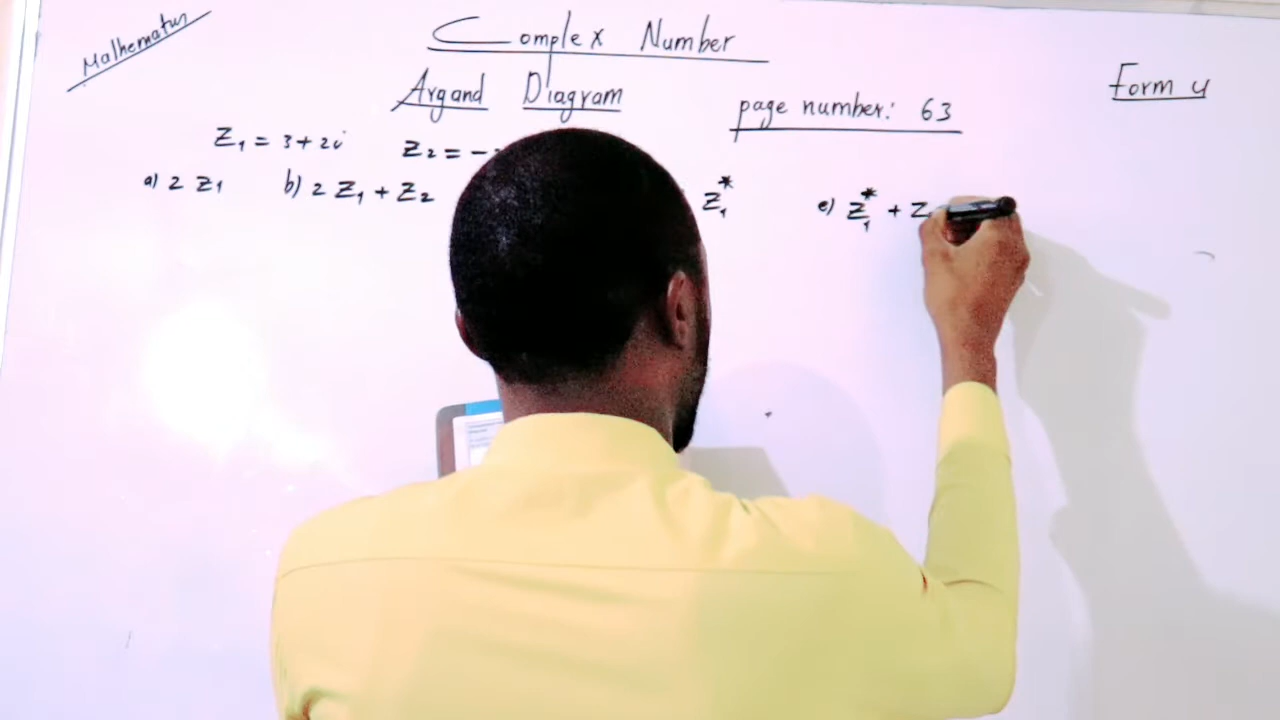 Mathematics
Complex Number
Argand Diagram
page number: 63
Form 4
Z₁ = 3+2i Z₂ = -
a) 2 Z₁ b) 2 Z₁ + Z₂ Z₁* e) Z₁* + Z